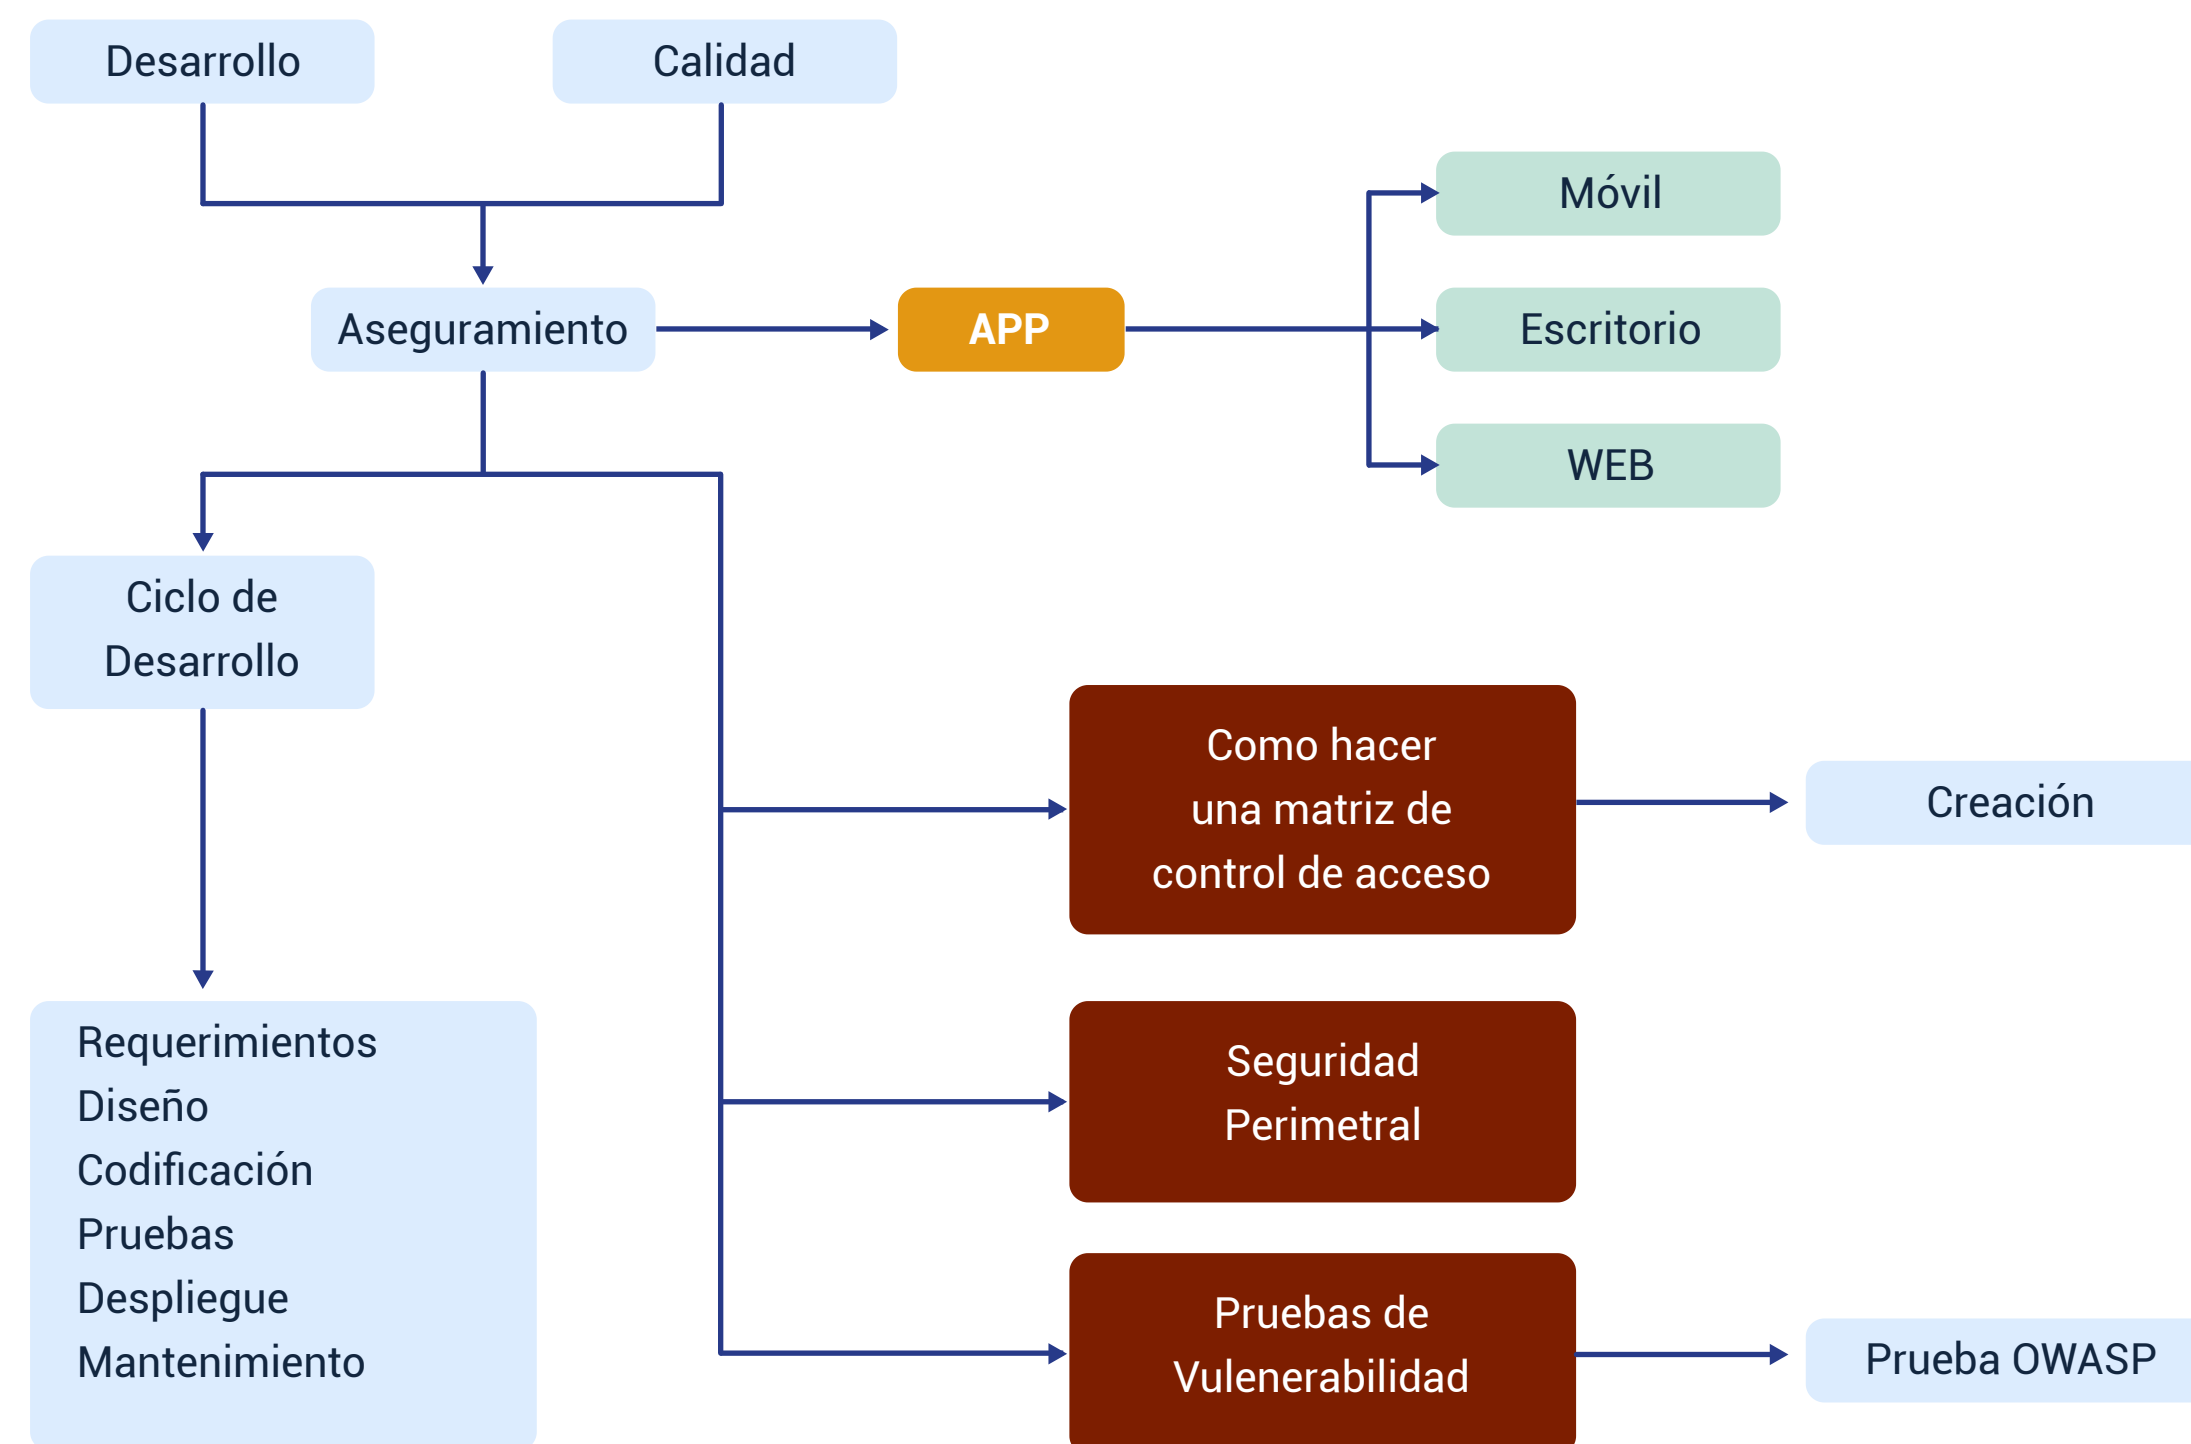 Desarrollo
Calidad
Móvil
Aseguramiento
APP
Escritorio
WEB
Ciclo de
Desarrollo
Como hacer
una matriz de
control de acceso
Creación
Requerimientos
Diseño
Codificación
Pruebas
Despliegue
Mantenimiento
Seguridad
Perimetral
Pruebas de
Vulenerabilidad
Prueba OWASP